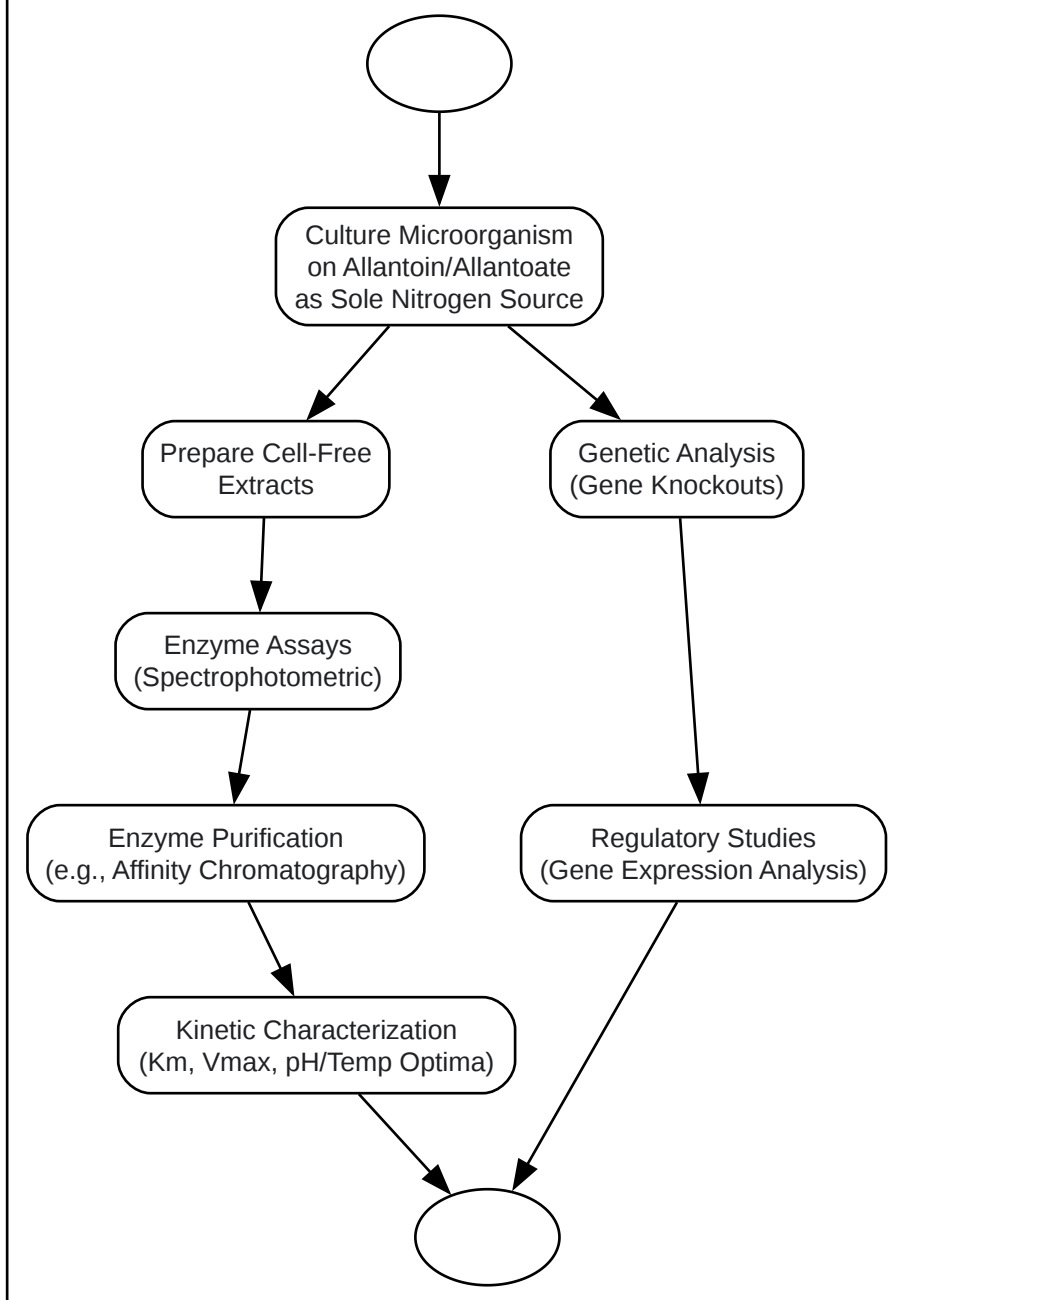 Culture Microorganism
on Allantoin/Allantoate
as Sole Nitrogen Source
Prepare Cell-Free
Extracts
Genetic Analysis
(Gene Knockouts)
Enzyme Assays
(Spectrophotometric)
Enzyme Purification
(e.g., Affinity Chromatography)
Regulatory Studies
(Gene Expression Analysis)
Kinetic Characterization
(Km, Vmax, pH/Temp Optima)